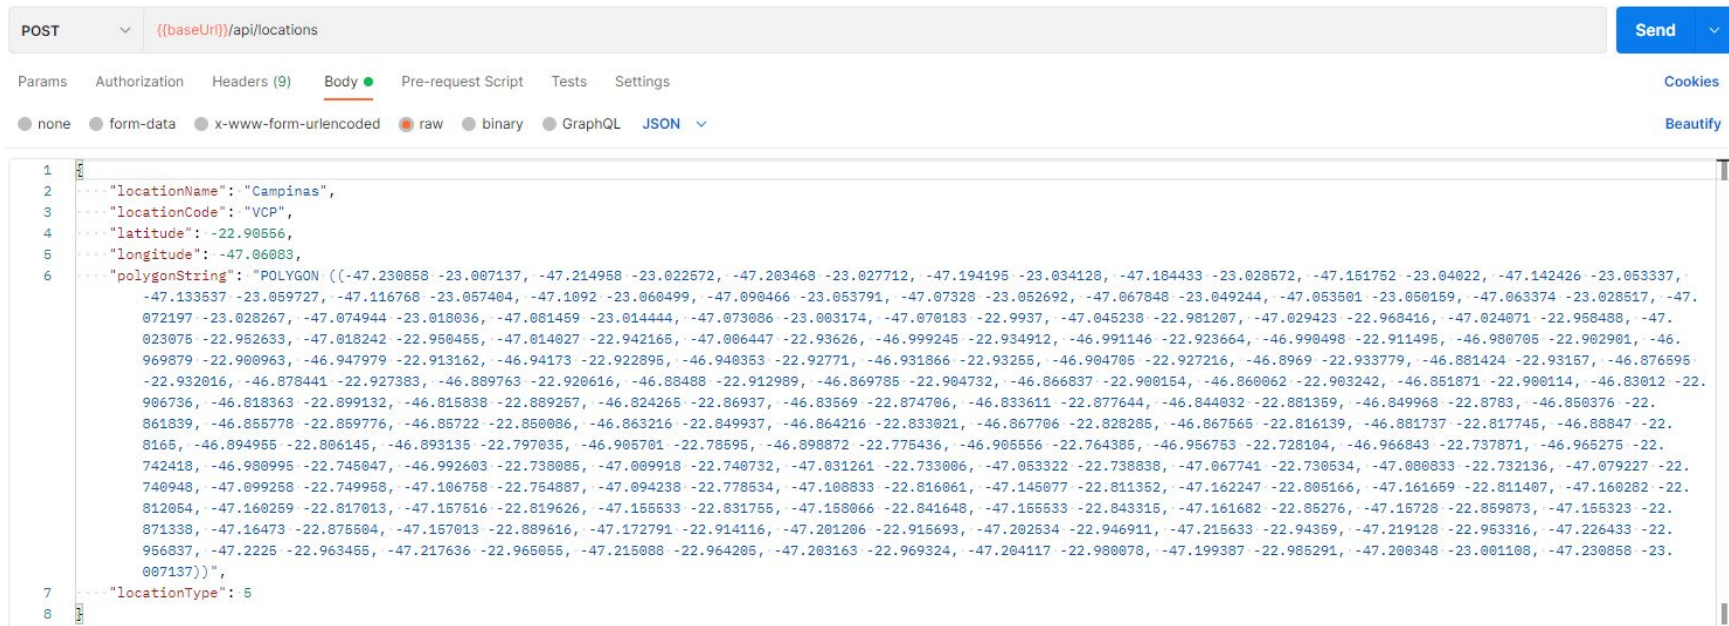 POST {{baseUrl}}/api/locations Send
Params Authorization Headers (9) Body Pre-request Script Tests Settings Cookies
none form-data x-www-form-urlencoded raw binary GraphQL JSON Beautify
1 {
2 "locationName": "Campinas",
3 "locationCode": "VCP",
4 "latitude": -22.90556,
5 "longitude": -47.06083,
6 "polygonString": "POLYGON ((-47.230858 -23.007137, -47.214958 -23.022572, -47.203468 -23.027712, -47.194195 -23.034128, -47.184433 -23.028572, -47.151752 -23.04022, -47.142426 -23.053337,
-47.133537 -23.059727, -47.116768 -23.057404, -47.1092 -23.060499, -47.090466 -23.053791, -47.07328 -23.052692, -47.067848 -23.049244, -47.053501 -23.050159, -47.063374 -23.028517, -47.
072197 -23.028267, -47.074944 -23.018036, -47.081459 -23.014444, -47.073086 -23.003174, -47.070183 -22.9937, -47.045238 -22.981207, -47.029423 -22.968416, -47.024071 -22.958488, -47.
023075 -22.952633, -47.018242 -22.950455, -47.014027 -22.942165, -47.006447 -22.93626, -46.999245 -22.934912, -46.991146 -22.923664, -46.990498 -22.911495, -46.980705 -22.902901, -46.
969879 -22.900963, -46.947979 -22.913162, -46.94173 -22.922895, -46.940353 -22.92771, -46.931866 -22.93255, -46.904705 -22.927216, -46.8969 -22.933779, -46.881424 -22.93157, -46.876595
-22.932016, -46.878441 -22.927383, -46.889763 -22.920616, -46.88488 -22.912989, -46.869785 -22.904732, -46.866837 -22.900154, -46.860062 -22.903242, -46.851871 -22.900114, -46.83012 -22.
906736, -46.818363 -22.899132, -46.815838 -22.889257, -46.824265 -22.86937, -46.83569 -22.874706, -46.833611 -22.877644, -46.844032 -22.881359, -46.849968 -22.8783, -46.850376 -22.
861839, -46.855778 -22.859776, -46.85722 -22.850086, -46.863216 -22.849937, -46.864216 -22.833021, -46.867706 -22.828285, -46.867565 -22.816139, -46.881737 -22.817745, -46.88847 -22.
8165, -46.894955 -22.806145, -46.893135 -22.797035, -46.905701 -22.78595, -46.898872 -22.775436, -46.905556 -22.764385, -46.956753 -22.728104, -46.966843 -22.737871, -46.965275 -22.
742418, -46.980995 -22.745047, -46.992603 -22.738085, -47.009918 -22.740732, -47.031261 -22.733006, -47.053322 -22.738838, -47.067741 -22.730534, -47.080833 -22.732136, -47.079227 -22.
740948, -47.099258 -22.749958, -47.106758 -22.754887, -47.094238 -22.778534, -47.108833 -22.816061, -47.145077 -22.811352, -47.162247 -22.805166, -47.161659 -22.811407, -47.160282 -22.
812054, -47.160259 -22.817013, -47.157516 -22.819626, -47.155533 -22.831755, -47.158066 -22.841648, -47.155533 -22.843315, -47.161682 -22.85276, -47.15728 -22.859873, -47.155323 -22.
871338, -47.16473 -22.875504, -47.157013 -22.889616, -47.172791 -22.914116, -47.201206 -22.915693, -47.202534 -22.946911, -47.215633 -22.94359, -47.219128 -22.953316, -47.226433 -22.
956837, -47.2225 -22.963455, -47.217636 -22.965055, -47.215088 -22.964205, -47.203163 -22.969324, -47.204117 -22.980078, -47.199387 -22.985291, -47.200348 -23.001108, -47.230858 -23.
007137))",
7 "locationType": 5
8 }